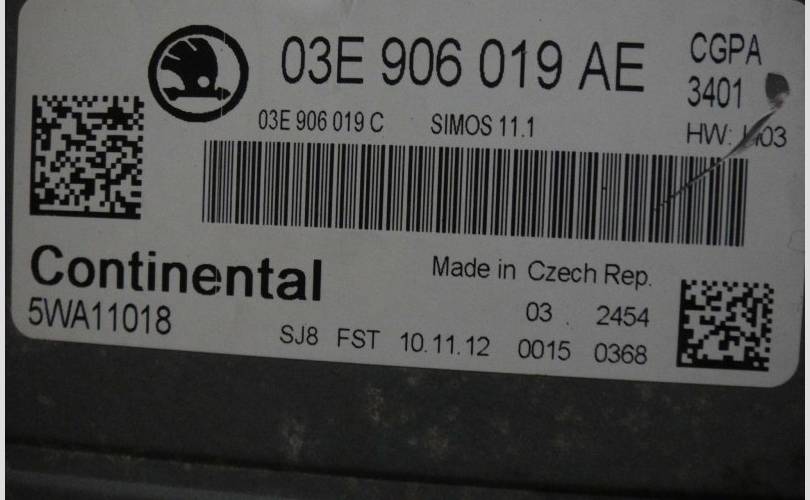 03E 906 019 AE
CGPA
3401
03E 906 019 C SIMOS 11.1
HW:
Continental
Made in Czech Rep.
5WA11018
03 . 2454
SJ8 FST 10.11.12 0015 0368